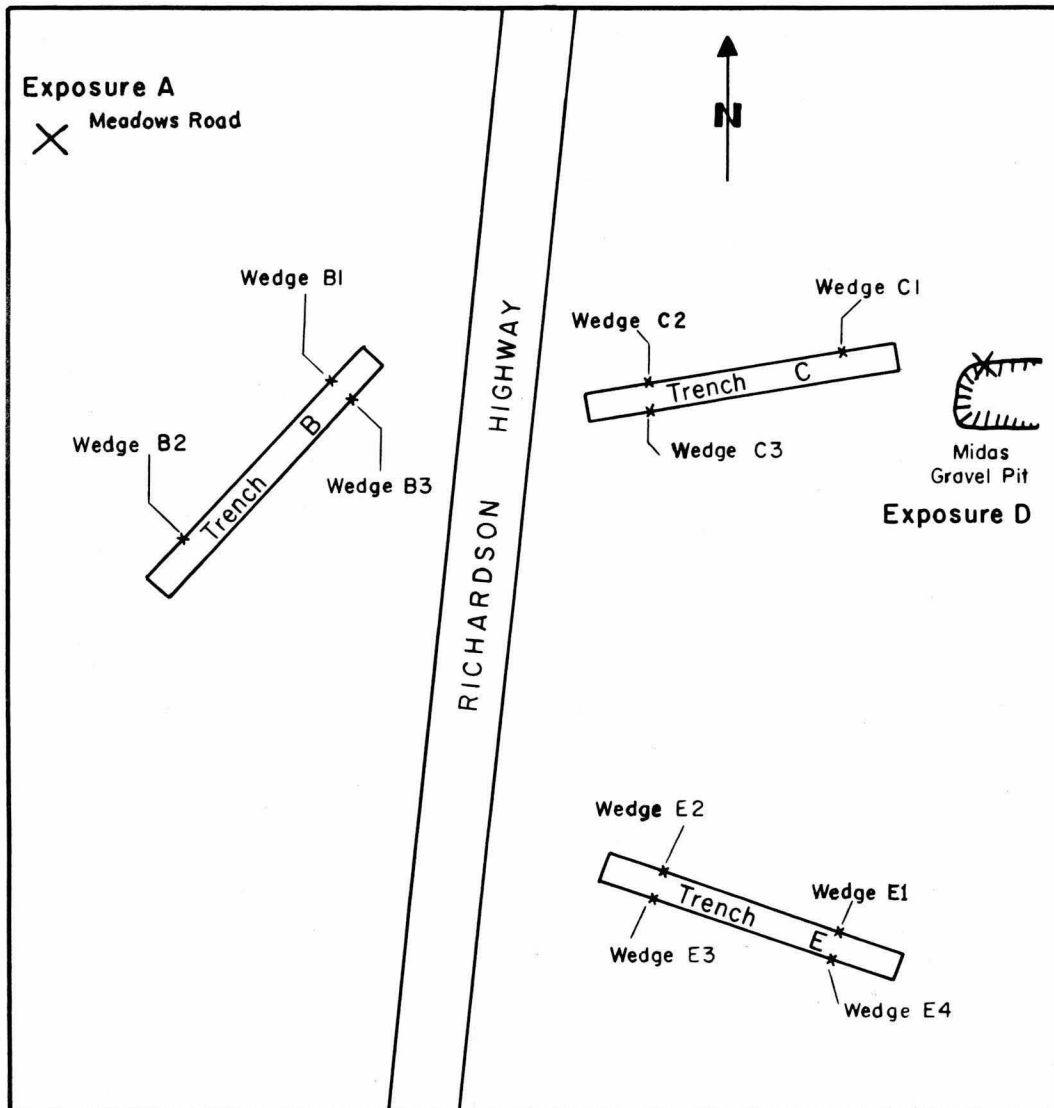 Exposure A
Meadows Road
N
Wedge B1
Wedge B2
Trench B
Wedge B3
RICHARDSON HIGHWAY
Wedge C1
Wedge C2
Trench C
Wedge C3
Midas
Gravel Pit
Exposure D
Wedge E2
Trench E
Wedge E1
Wedge E3
Wedge E4